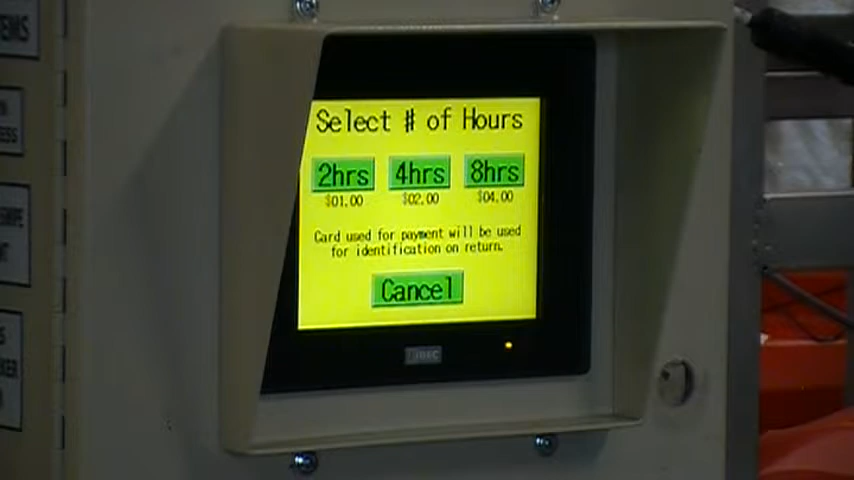 Select # of Hours
2hrs 4hrs 8hrs
$01.00 $02.00 $04.00
Card used for payment will be used
for identification on return.
Cancel